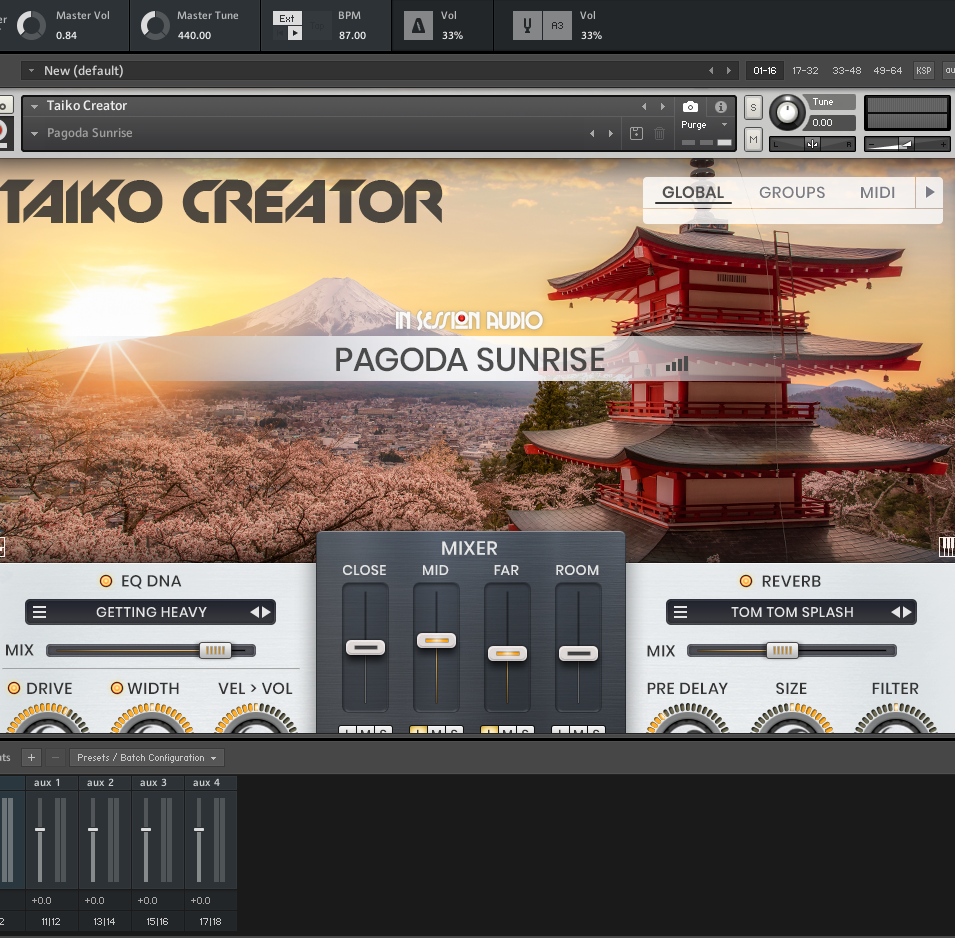 Master Vol
0.84
Master Tune
440.00
Ext
Tap
BPM
87.00
Vol
33%
A3
Vol
33%
New (default)
01-16 17-32 33-48 49-64 KSP
Taiko Creator
Pagoda Sunrise
Purge
S
M
Tune
0.00
L R
TAIKO CREATOR
GLOBAL GROUPS MIDI
IN SESSION AUDIO
PAGODA SUNRISE
MIXER
CLOSE MID FAR ROOM
L M S L M S L M S L M S
EQ DNA
GETTING HEAVY
MIX
DRIVE WIDTH VEL > VOL
REVERB
TOM TOM SPLASH
MIX
PRE DELAY SIZE FILTER
+ − Presets / Batch Configuration
aux 1 aux 2 aux 3 aux 4
+0.0 +0.0 +0.0 +0.0
11|12 13|14 15|16 17|18